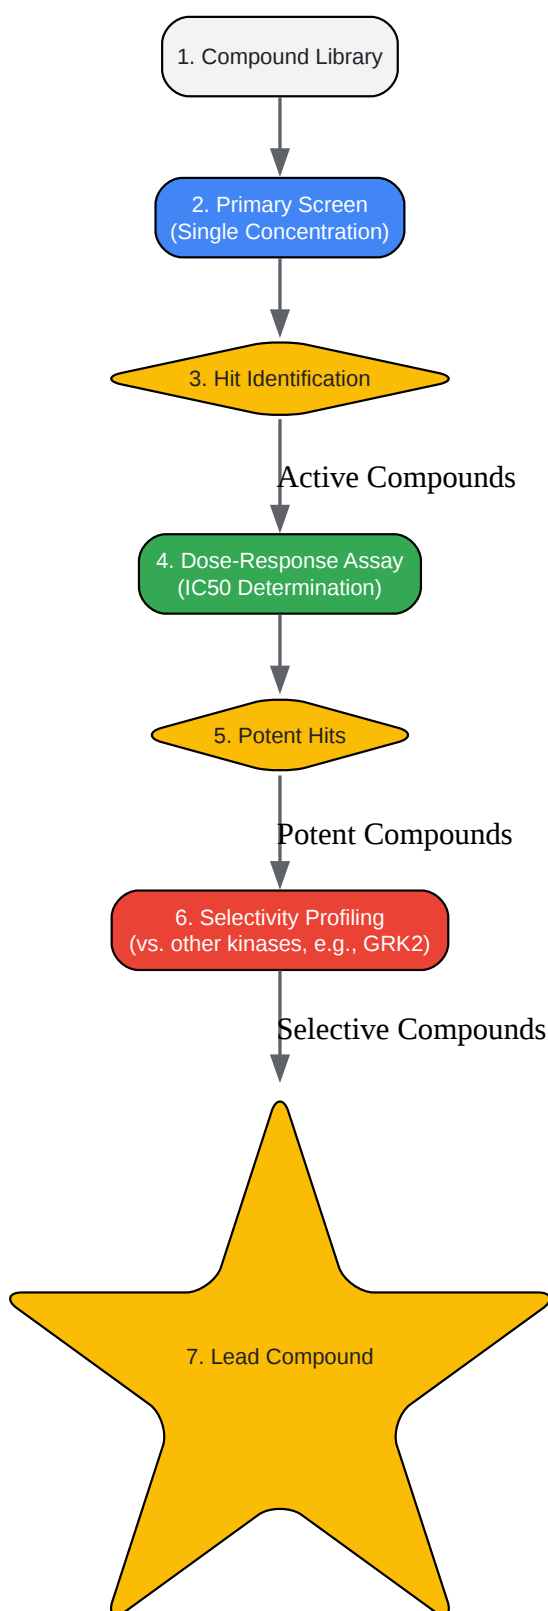 1. Compound Library
2. Primary Screen
(Single Concentration)
3. Hit Identification
Active Compounds
4. Dose-Response Assay
(IC50 Determination)
5. Potent Hits
Potent Compounds
6. Selectivity Profiling
(vs. other kinases, e.g., GRK2)
Selective Compounds
7. Lead Compound